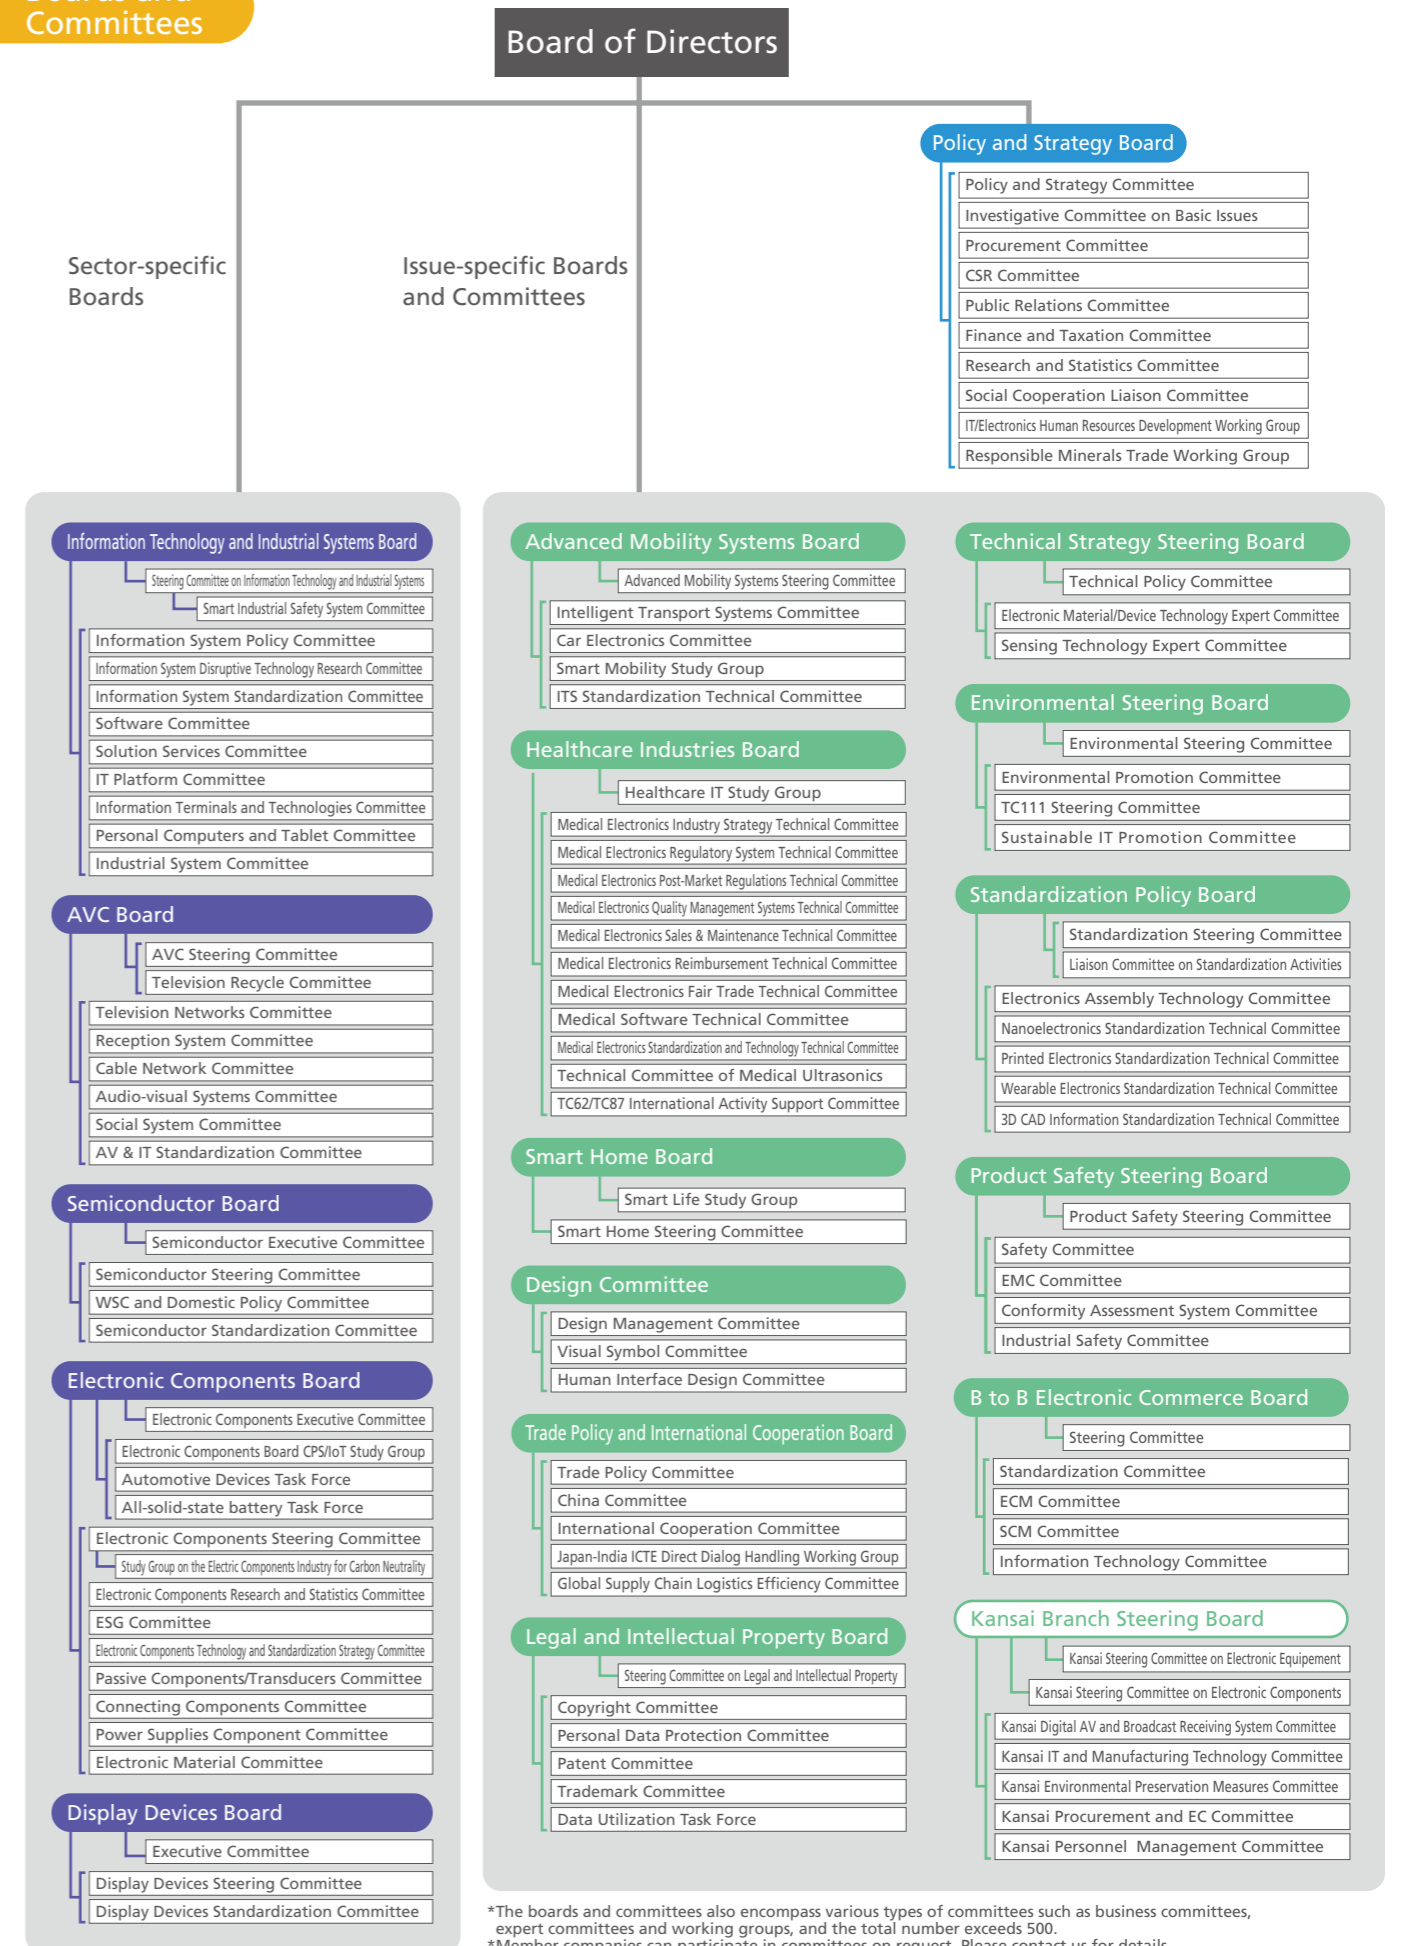 Boards and
Committees
Board of Directors
Policy and Strategy Board
Policy and Strategy Committee
Investigative Committee on Basic Issues
Procurement Committee
CSR Committee
Public Relations Committee
Finance and Taxation Committee
Research and Statistics Committee
Social Cooperation Liaison Committee
IT/Electronics Human Resources Development Working Group
Responsible Minerals Trade Working Group
Sector-specific
Boards
Issue-specific Boards
and Committees
Information Technology and Industrial Systems Board
Steering Committee on Information Technology and Industrial Systems
Smart Industrial Safety System Committee
Information System Policy Committee
Information System Disruptive Technology Research Committee
Information System Standardization Committee
Software Committee
Solution Services Committee
IT Platform Committee
Information Terminals and Technologies Committee
Personal Computers and Tablet Committee
Industrial System Committee
AVC Board
AVC Steering Committee
Television Recycle Committee
Television Networks Committee
Reception System Committee
Cable Network Committee
Audio-visual Systems Committee
Social System Committee
AV & IT Standardization Committee
Semiconductor Board
Semiconductor Executive Committee
Semiconductor Steering Committee
WSC and Domestic Policy Committee
Semiconductor Standardization Committee
Electronic Components Board
Electronic Components Executive Committee
Electronic Components Board CPS/IoT Study Group
Automotive Devices Task Force
All-solid-state battery Task Force
Electronic Components Steering Committee
Study Group on the Electric Components Industry for Carbon Neutrality
Electronic Components Research and Statistics Committee
ESG Committee
Electronic Components Technology and Standardization Strategy Committee
Passive Components/Transducers Committee
Connecting Components Committee
Power Supplies Component Committee
Electronic Material Committee
Display Devices Board
Executive Committee
Display Devices Steering Committee
Display Devices Standardization Committee
Advanced Mobility Systems Board
Advanced Mobility Systems Steering Committee
Intelligent Transport Systems Committee
Car Electronics Committee
Smart Mobility Study Group
ITS Standardization Technical Committee
Healthcare Industries Board
Healthcare IT Study Group
Medical Electronics Industry Strategy Technical Committee
Medical Electronics Regulatory System Technical Committee
Medical Electronics Post-Market Regulations Technical Committee
Medical Electronics Quality Management Systems Technical Committee
Medical Electronics Sales & Maintenance Technical Committee
Medical Electronics Reimbursement Technical Committee
Medical Electronics Fair Trade Technical Committee
Medical Software Technical Committee
Medical Electronics Standardization and Technology Technical Committee
Technical Committee of Medical Ultrasonics
TC62/TC87 International Activity Support Committee
Smart Home Board
Smart Life Study Group
Smart Home Steering Committee
Design Committee
Design Management Committee
Visual Symbol Committee
Human Interface Design Committee
Trade Policy and International Cooperation Board
Trade Policy Committee
China Committee
International Cooperation Committee
Japan-India ICTE Direct Dialog Handling Working Group
Global Supply Chain Logistics Efficiency Committee
Legal and Intellectual Property Board
Steering Committee on Legal and Intellectual Property
Copyright Committee
Personal Data Protection Committee
Patent Committee
Trademark Committee
Data Utilization Task Force
Technical Strategy Steering Board
Technical Policy Committee
Electronic Material/Device Technology Expert Committee
Sensing Technology Expert Committee
Environmental Steering Board
Environmental Steering Committee
Environmental Promotion Committee
TC111 Steering Committee
Sustainable IT Promotion Committee
Standardization Policy Board
Standardization Steering Committee
Liaison Committee on Standardization Activities
Electronics Assembly Technology Committee
Nanoelectronics Standardization Technical Committee
Printed Electronics Standardization Technical Committee
Wearable Electronics Standardization Technical Committee
3D CAD Information Standardization Technical Committee
Product Safety Steering Board
Product Safety Steering Committee
Safety Committee
EMC Committee
Conformity Assessment System Committee
Industrial Safety Committee
B to B Electronic Commerce Board
Steering Committee
Standardization Committee
ECM Committee
SCM Committee
Information Technology Committee
Kansai Branch Steering Board
Kansai Steering Committee on Electronic Equipement
Kansai Steering Committee on Electronic Components
Kansai Digital AV and Broadcast Receiving System Committee
Kansai IT and Manufacturing Technology Committee
Kansai Environmental Preservation Measures Committee
Kansai Procurement and EC Committee
Kansai Personnel Management Committee
*The boards and committees also encompass various types of committees such as business committees,
expert committees and working groups, and the total number exceeds 500.
*Member companies can participate in committees on request. Please contact us for details.